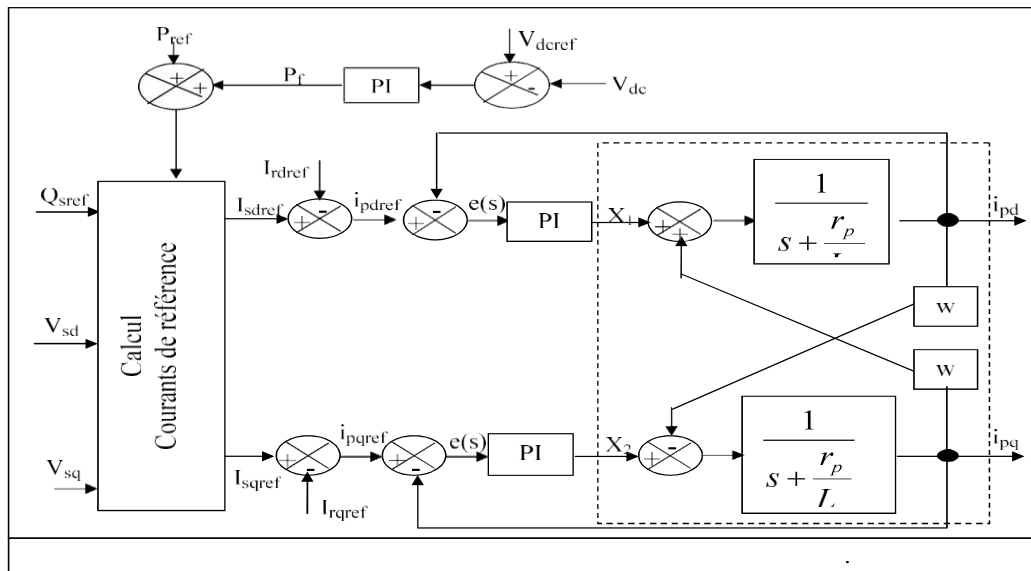 P_ref
V_dcref
+
+
P_f
PI
+
-
V_dc
Q_sref
V_sd
V_sq
Calcul
Courants de référence
I_sdref
I_rdref
-
+
i_pdref
-
+
e(s)
PI
X_1
+
+
1
s + r_p
i_pd
w
w
I_sqref
+
-
I_rqref
i_pqref
+
-
e(s)
PI
X_2
-
+
1
s + r_p / L
i_pq